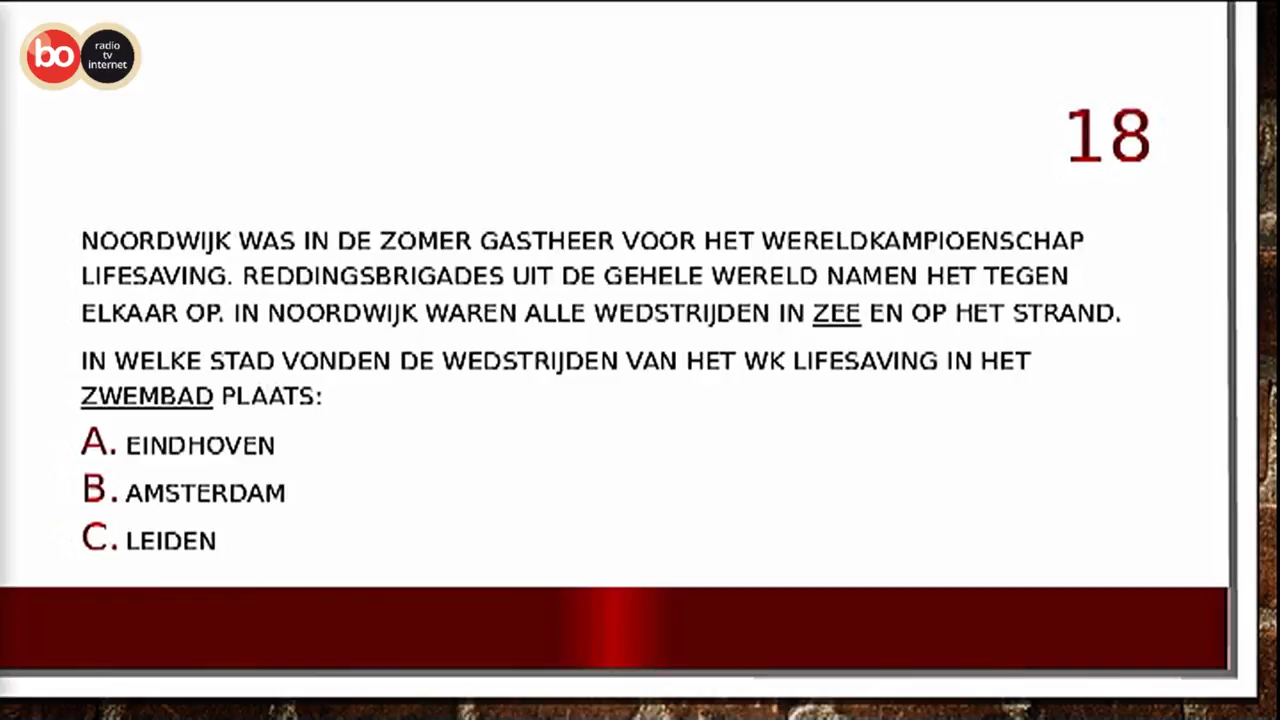 bo
radio
tv
internet
18
NOORDWIJK WAS IN DE ZOMER GASTHEER VOOR HET WERELDKAMPIOENSCHAP
LIFESAVING. REDDINGSBRIGADES UIT DE GEHELE WERELD NAMEN HET TEGEN
ELKAAR OP. IN NOORDWIJK WAREN ALLE WEDSTRIJDEN IN ZEE EN OP HET STRAND.
IN WELKE STAD VONDEN DE WEDSTRIJDEN VAN HET WK LIFESAVING IN HET
ZWEMBAD PLAATS:
A. EINDHOVEN
B. AMSTERDAM
C. LEIDEN